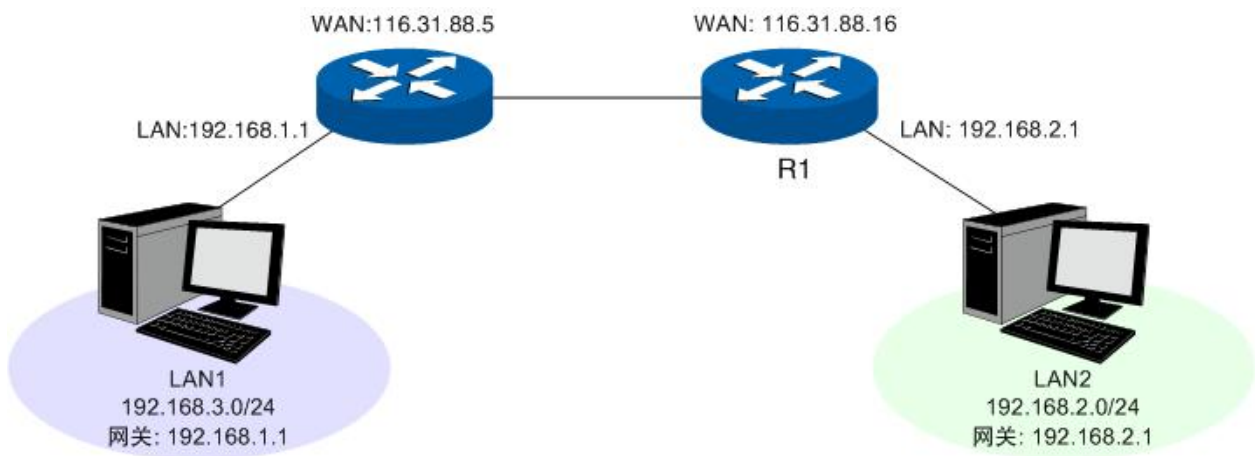 WAN:116.31.88.5
WAN: 116.31.88.16
LAN:192.168.1.1
LAN: 192.168.2.1
R1
LAN1
192.168.3.0/24
网关: 192.168.1.1
LAN2
192.168.2.0/24
网关: 192.168.2.1